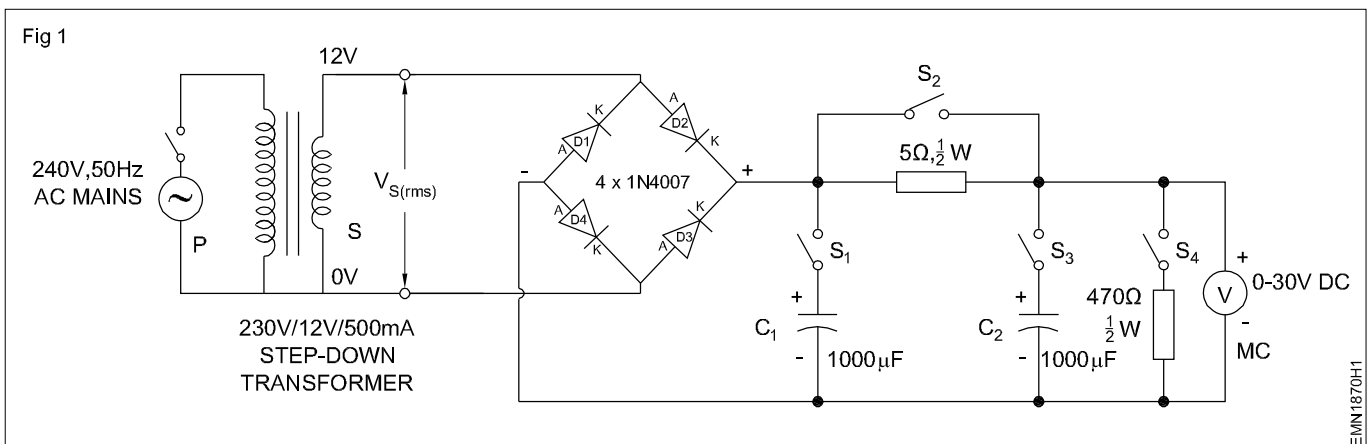 Fig 1
12V
S₂
A
K
D1
A
A
D2
K
5Ω,½ W
240V,50Hz
AC MAINS
P
S
V_S(rms)
-
4 x 1N4007
+
A
D4
K
K
D3
A
S₁
S₃
S₄
+
0-30V DC
V
-
MC
0V
+
C₁
-
1000µF
+
C₂
-
1000µF
470Ω
½ W
230V/12V/500mA
STEP-DOWN
TRANSFORMER
EMN1870H1